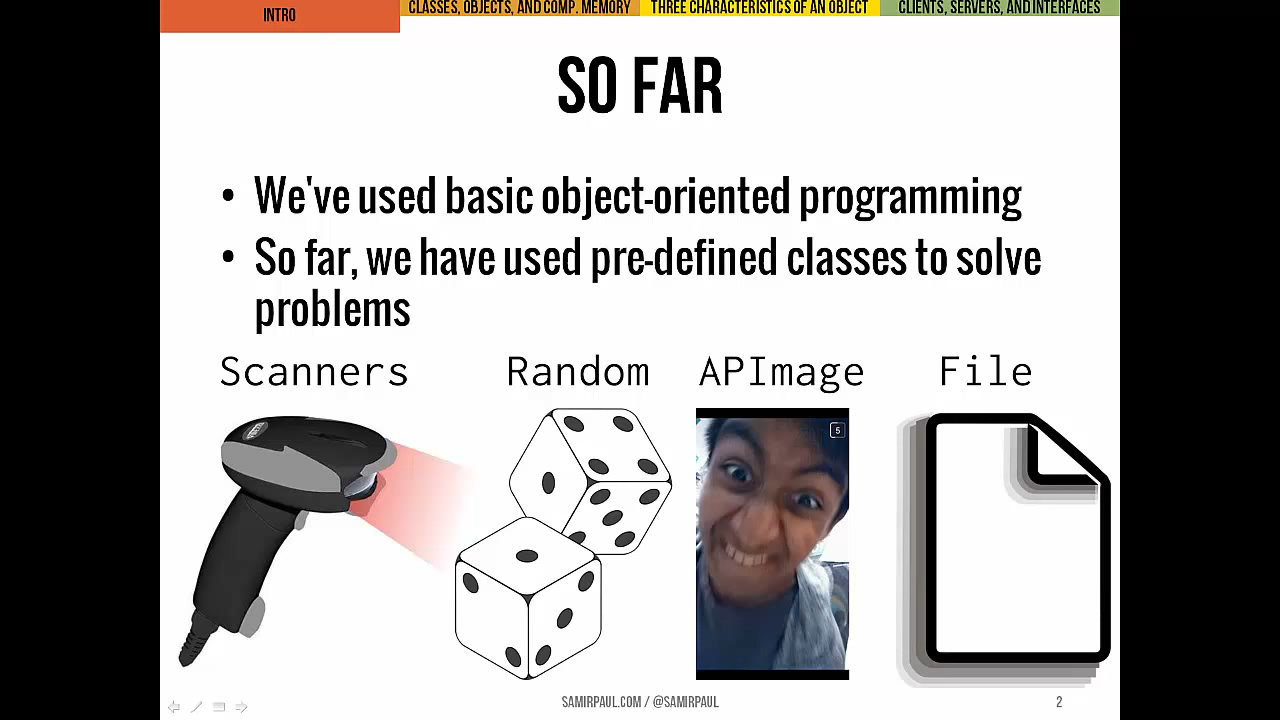 INTRO
CLASSES, OBJECTS, AND COMP. MEMORY
THREE CHARACTERISTICS OF AN OBJECT
CLIENTS, SERVERS, AND INTERFACES
SO FAR
• We've used basic object-oriented programming
• So far, we have used pre-defined classes to solve
problems
Scanners
Random
APImage
File
5
SAMIRPAUL.COM / @SAMIRPAUL
2